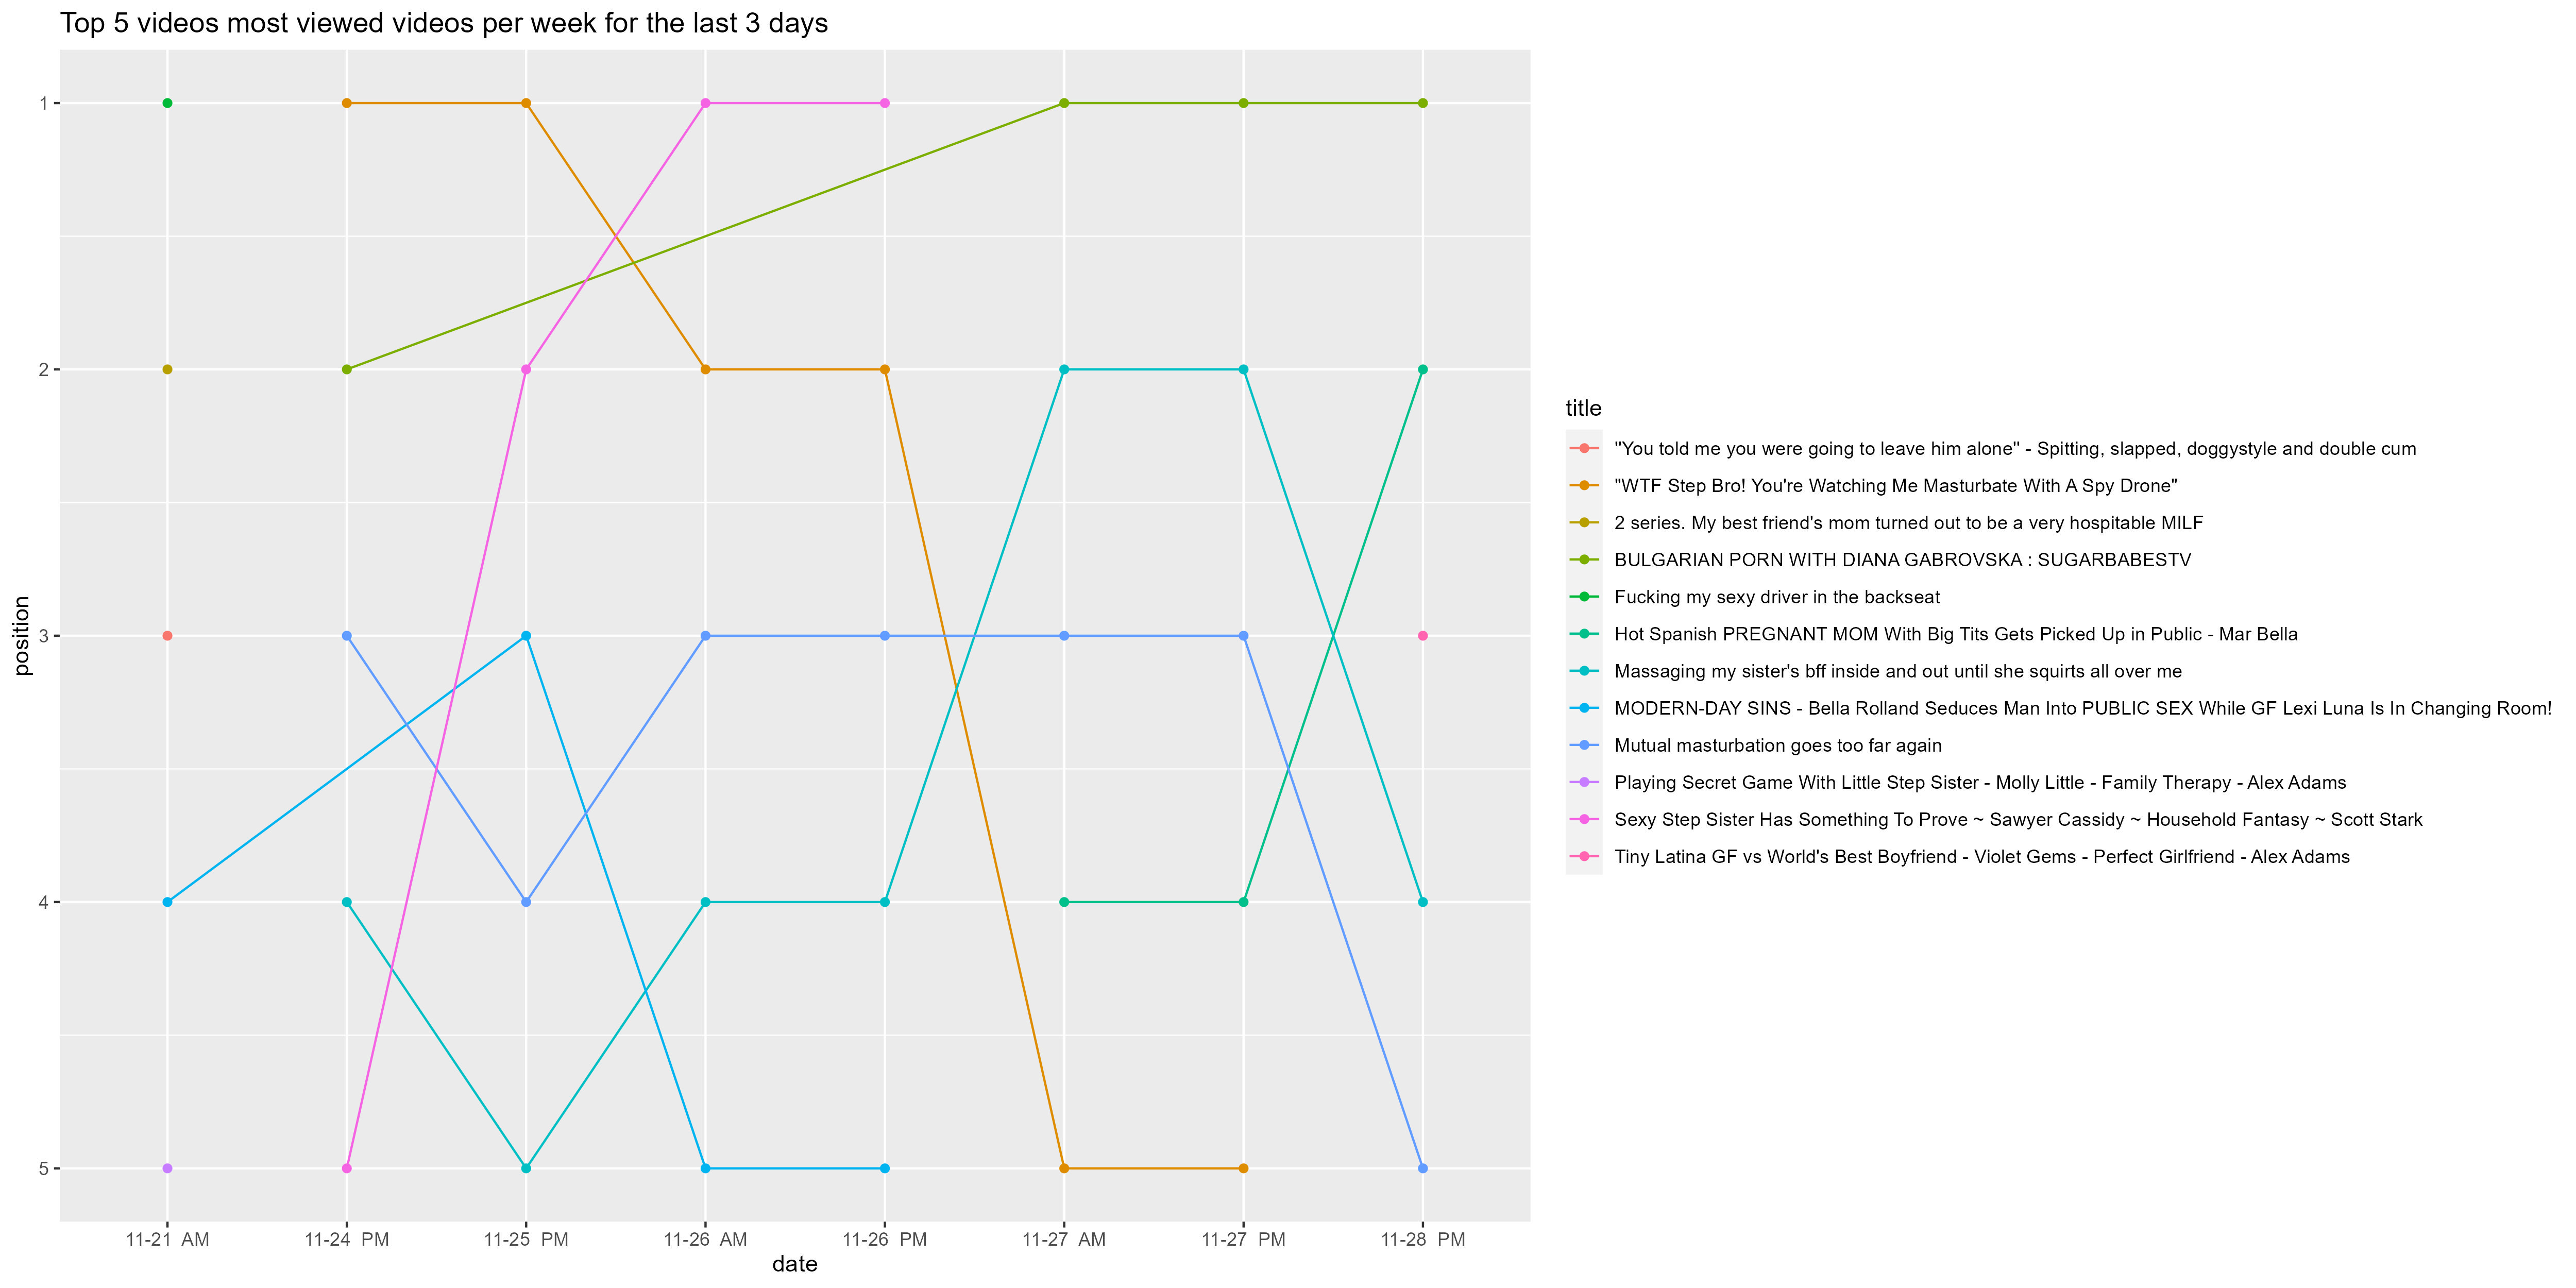 Top 5 videos most viewed videos per week for the last 3 days
position
1
2
3
4
5
11-21 AM
11-24 PM
11-25 PM
11-26 AM
11-26 PM
11-27 AM
11-27 PM
11-28 PM
date
title
"You told me you were going to leave him alone" - Spitting, slapped, doggystyle and double cum
"WTF Step Bro! You're Watching Me Masturbate With A Spy Drone"
2 series. My best friend's mom turned out to be a very hospitable MILF
BULGARIAN PORN WITH DIANA GABROVSKA : SUGARBABESTV
Fucking my sexy driver in the backseat
Hot Spanish PREGNANT MOM With Big Tits Gets Picked Up in Public - Mar Bella
Massaging my sister's bff inside and out until she squirts all over me
MODERN-DAY SINS - Bella Rolland Seduces Man Into PUBLIC SEX While GF Lexi Luna Is In Changing Room!
Mutual masturbation goes too far again
Playing Secret Game With Little Step Sister - Molly Little - Family Therapy - Alex Adams
Sexy Step Sister Has Something To Prove ~ Sawyer Cassidy ~ Household Fantasy ~ Scott Stark
Tiny Latina GF vs World's Best Boyfriend - Violet Gems - Perfect Girlfriend - Alex Adams